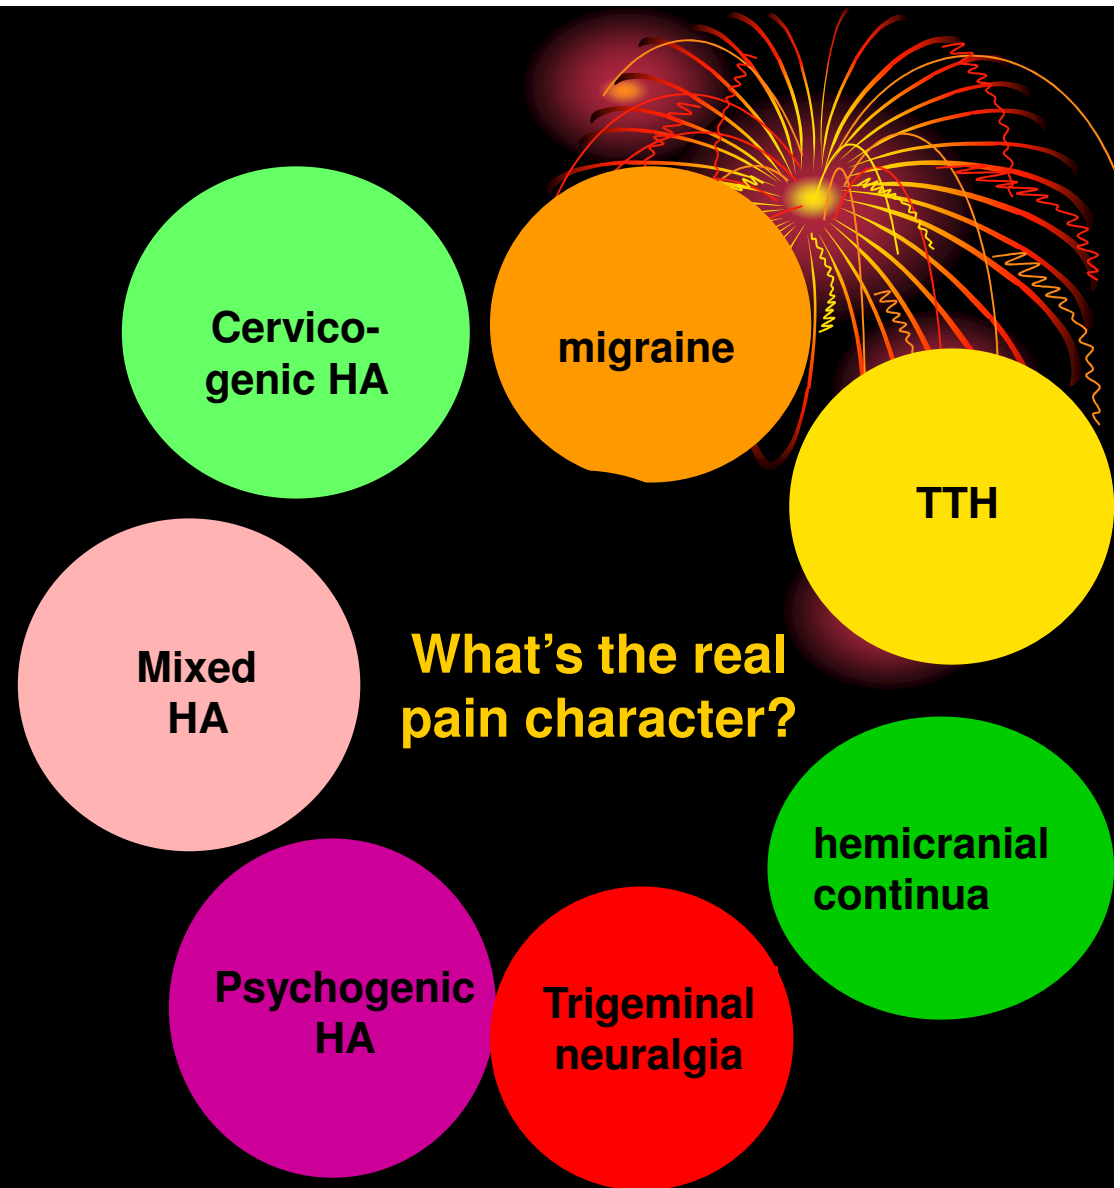 Cervico-
genic HA
migraine
TTH
Mixed
HA
What’s the real
pain character?
hemicranial
continua
Psychogenic
HA
Trigeminal
neuralgia